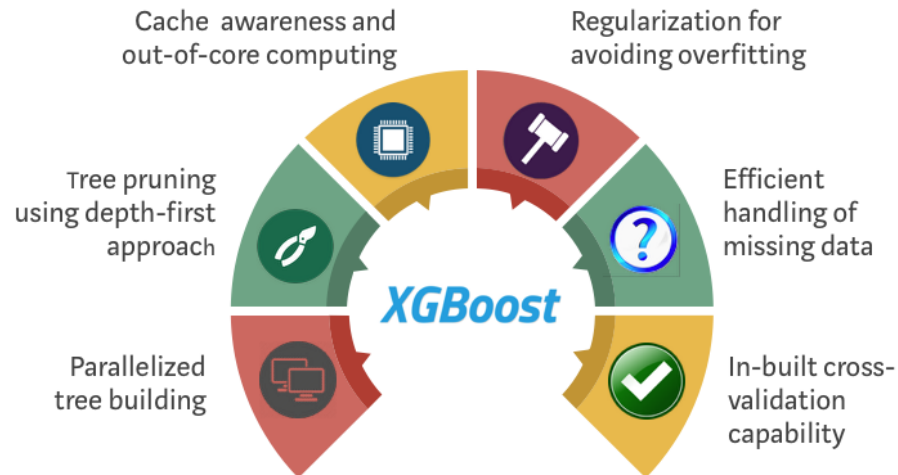 Cache awareness and
out-of-core computing
Regularization for
avoiding overfitting
Tree pruning
using depth-first
approach
Efficient
handling of
missing data
?
XGBoost
Parallelized
tree building
In-built cross-
validation
capability